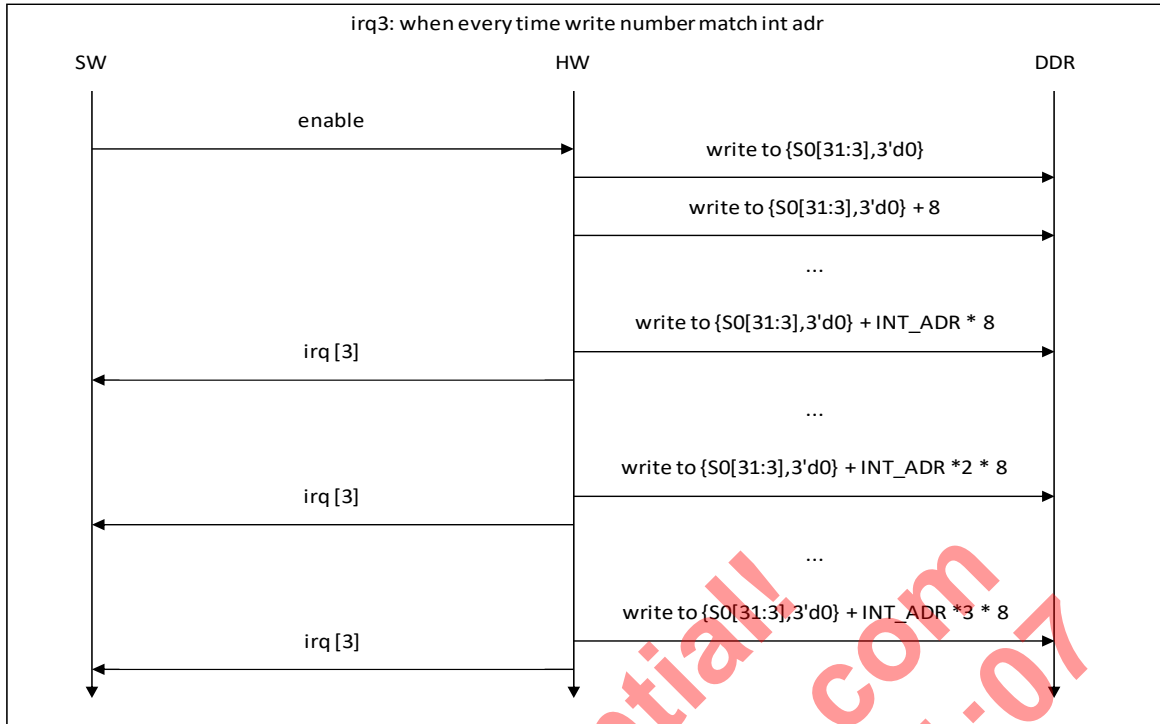 irq3: when every time write number match int adr
SW HW DDR
enable
write to {S0[31:3],3'd0}
write to {S0[31:3],3'd0} + 8
...
write to {S0[31:3],3'd0} + INT_ADR * 8
irq [3]
...
write to {S0[31:3],3'd0} + INT_ADR *2 * 8
irq [3]
...
write to {S0[31:3],3'd0} + INT_ADR *3 * 8
irq [3]
com